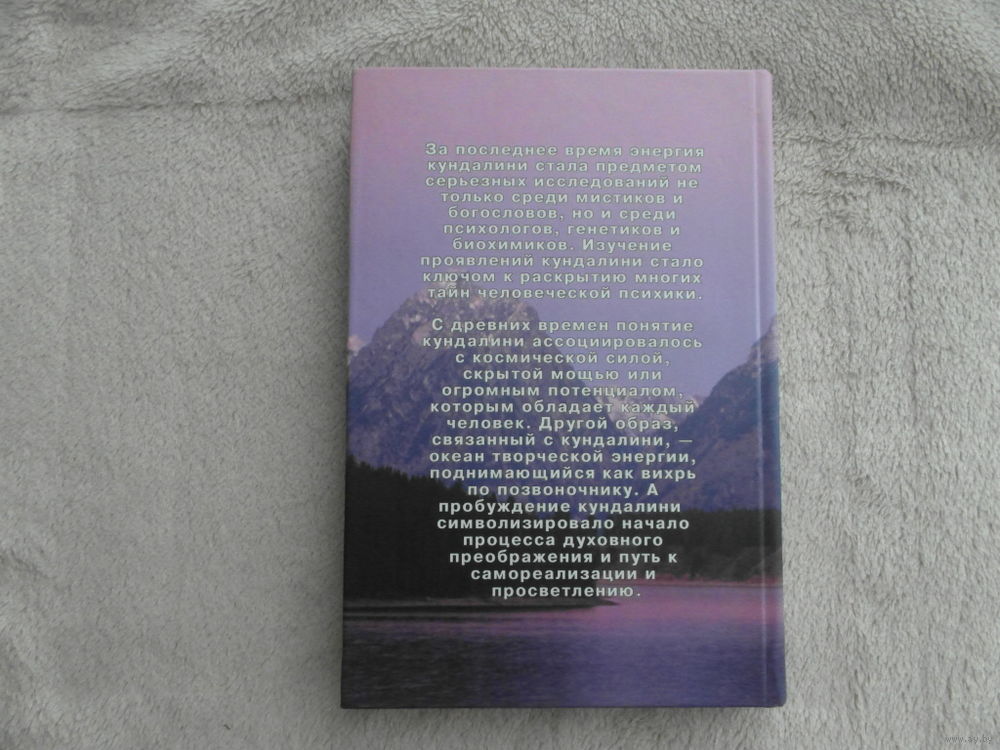 За последнее время энергия
кундалини стала предметом
серьезных исследований не
только среди мистиков и
богословов, но и среди
психологов, генетиков и
биохимиков. Изучение
проявлений кундалини стало
ключом к раскрытию многих
тайн человеческой психики.
С древних времен понятие
кундалини ассоциировалось
с космической силой,
скрытой мощью или
огромным потенциалом,
которым обладает каждый
человек. Другой образ,
связанный с кундалини, —
океан творческой энергии,
поднимающийся как вихрь
по позвоночнику. А
пробуждение кундалини
символизировало начало
процесса духовного
преображения и путь к
самореализации и
просветлению.
www.ay.by